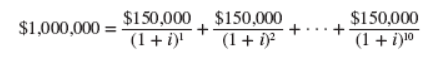 $1,000,000 = $150,000/(1 + i)¹ + $150,000/(1 + i)² + · · · + $150,000/(1 + i)¹⁰